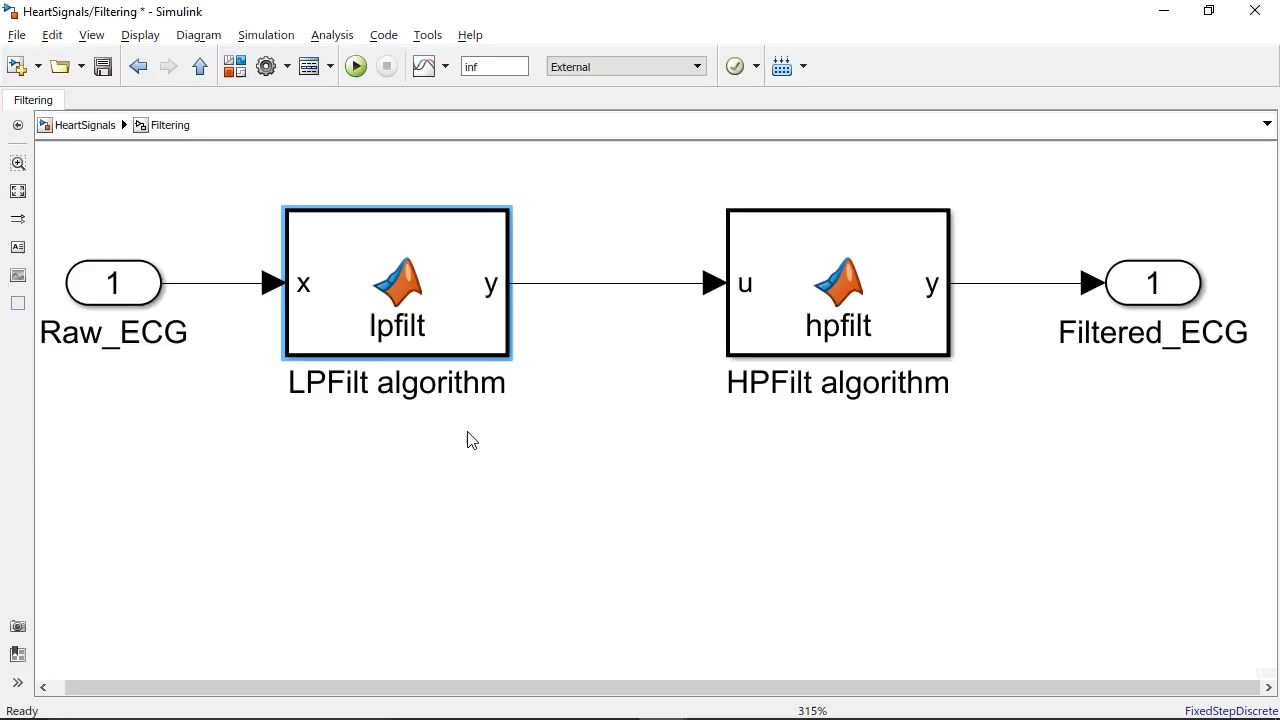 HeartSignals/Filtering * - Simulink
File Edit View Display Diagram Simulation Analysis Code Tools Help
inf External
Filtering
HeartSignals Filtering
1 x y u y 1
lpfilt hpfilt
Raw_ECG Filtered_ECG
LPFilt algorithm HPFilt algorithm
Ready 315% FixedStepDiscrete